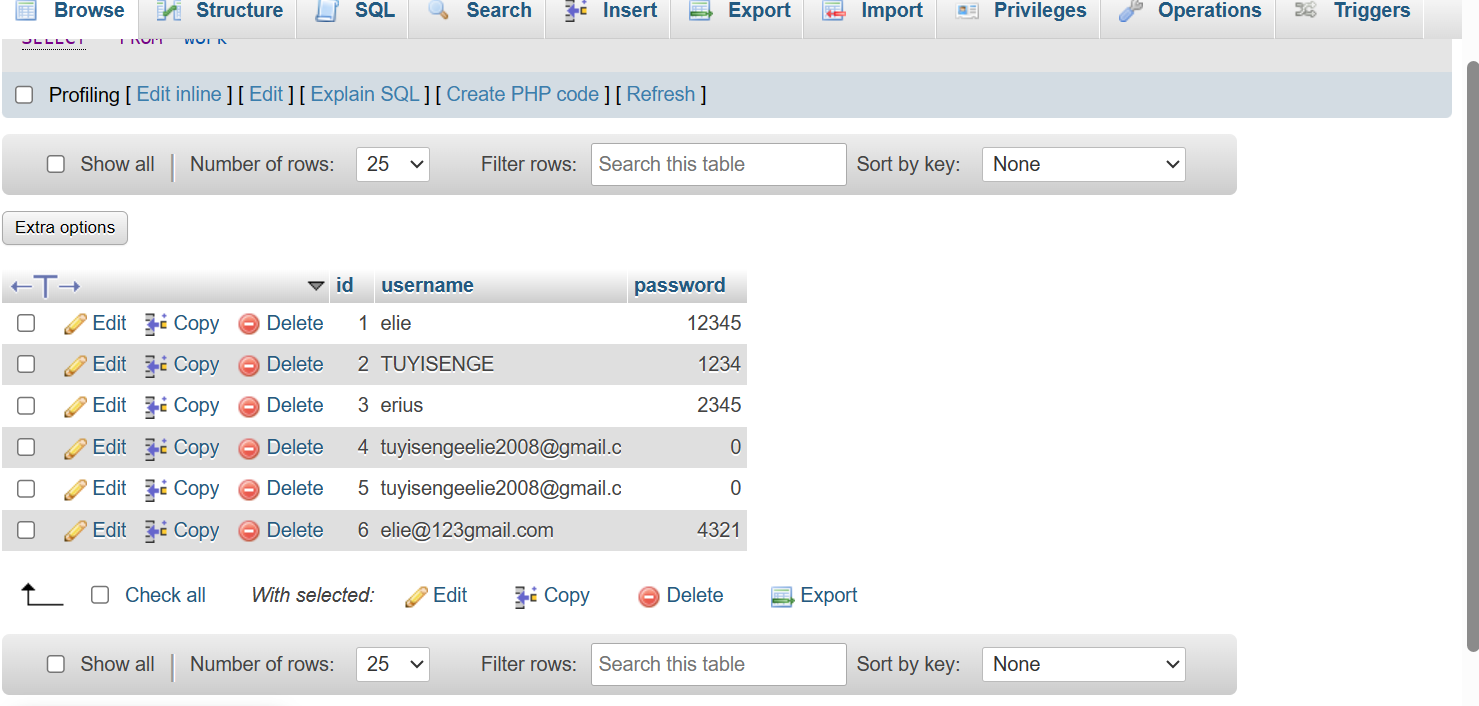 Browse Structure SQL Search Insert Export Import Privileges Operations Triggers
SELECT * FROM `work`
Profiling [ Edit inline ] [ Edit ] [ Explain SQL ] [ Create PHP code ] [ Refresh ]
Show all | Number of rows: 25 Filter rows: Search this table Sort by key: None
Extra options
←T→ id username password
Edit Copy Delete 1 elie 12345
Edit Copy Delete 2 TUYISENGE 1234
Edit Copy Delete 3 erius 2345
Edit Copy Delete 4 tuyisengeelie2008@gmail.c 0
Edit Copy Delete 5 tuyisengeelie2008@gmail.c 0
Edit Copy Delete 6 elie@123gmail.com 4321
Check all With selected: Edit Copy Delete Export
Show all | Number of rows: 25 Filter rows: Search this table Sort by key: None